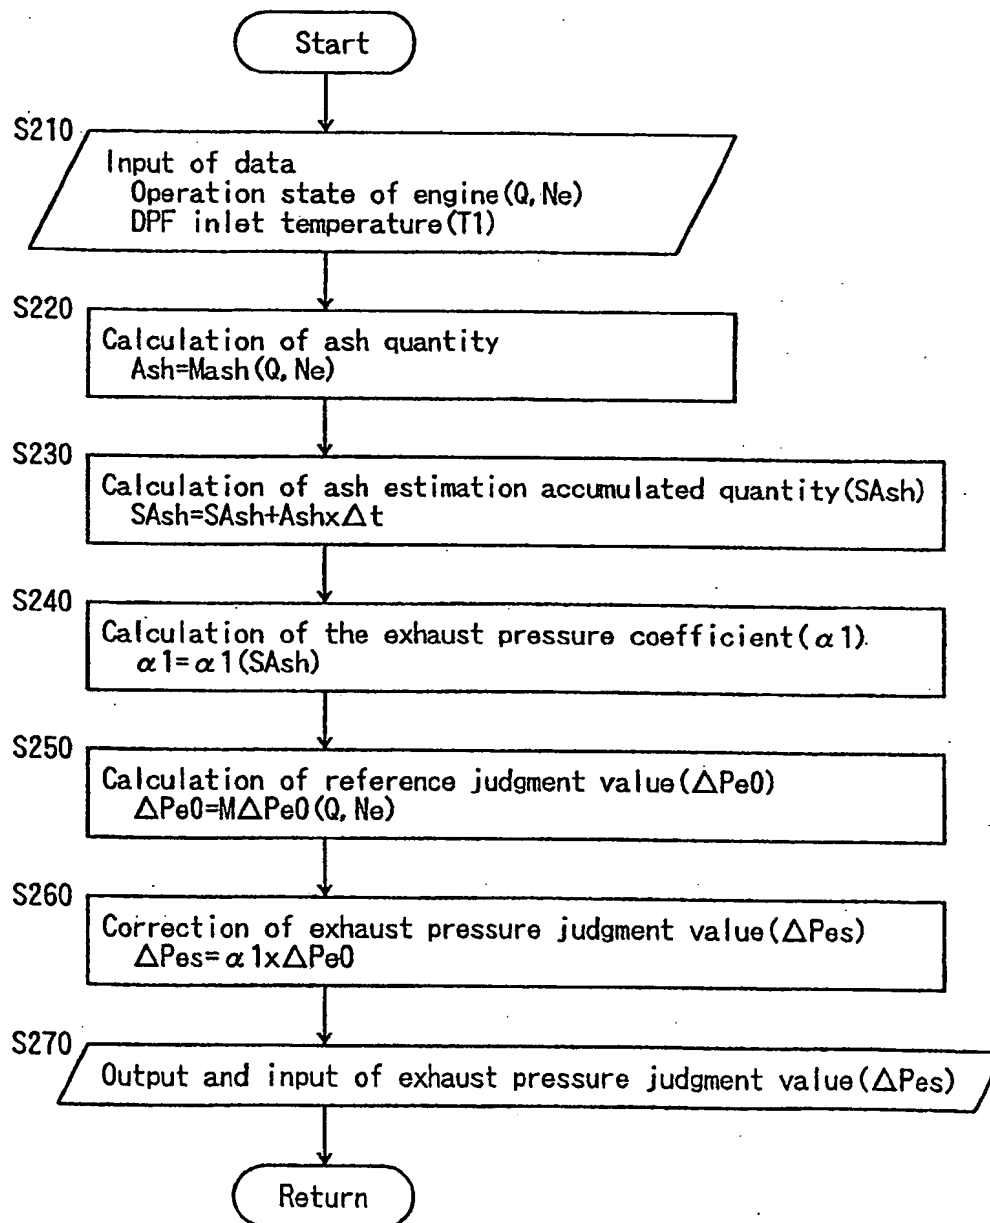 Start
S210
Input of data
Operation state of engine(Q,Ne)
DPF inlet temperature(T1)
S220
Calculation of ash quantity
Ash=Mash(Q,Ne)
S230
Calculation of ash estimation accumulated quantity(SAsh)
SAsh=SAsh+Ash×Δt
S240
Calculation of the exhaust pressure coefficient(α1).
α1=α1(SAsh)
S250
Calculation of reference judgment value(ΔPe0)
ΔPe0=MΔPe0(Q,Ne)
S260
Correction of exhaust pressure judgment value(ΔPes)
ΔPes=α1×ΔPe0
S270
Output and input of exhaust pressure judgment value(ΔPes)
Return